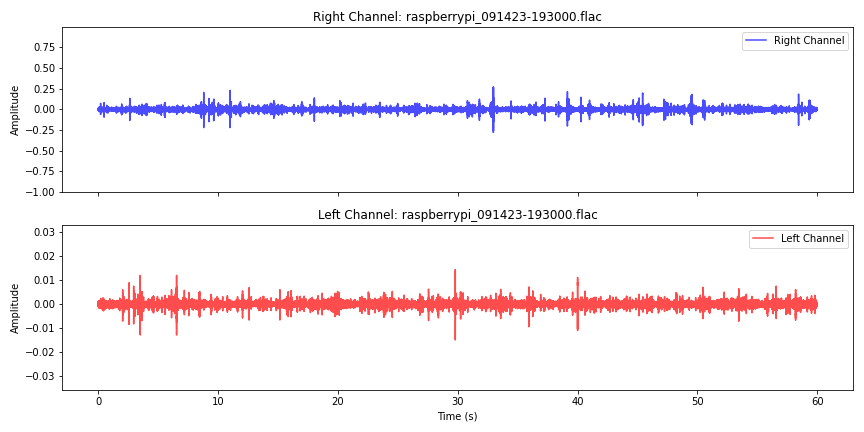 Right Channel: raspberrypi_091423-193000.flac
Right Channel
Amplitude
0.75
0.50
0.25
0.00
−0.25
−0.50
−0.75
−1.00
Left Channel: raspberrypi_091423-193000.flac
Left Channel
Amplitude
0.03
0.02
0.01
0.00
−0.01
−0.02
−0.03
0 10 20 30 40 50 60
Time (s)